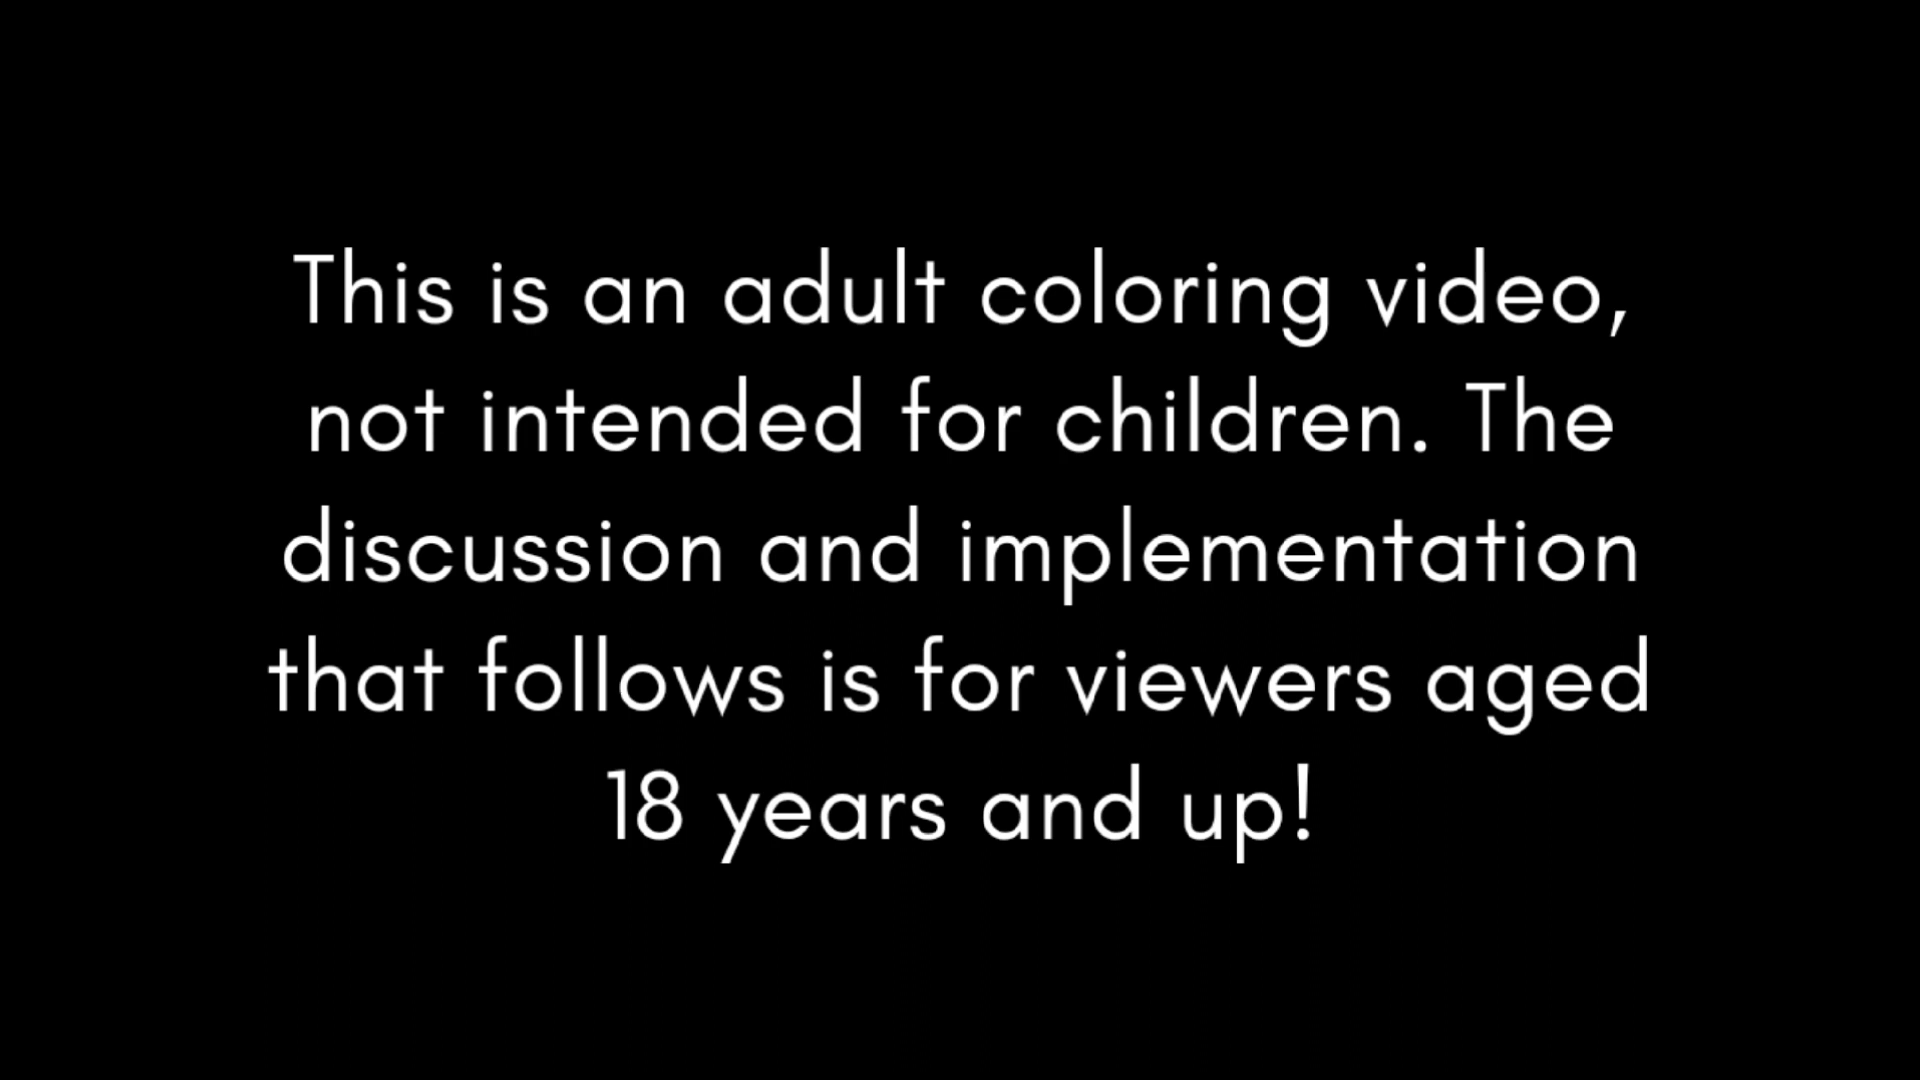 This is an adult coloring video,
not intended for children. The
discussion and implementation
that follows is for viewers aged
18 years and up!